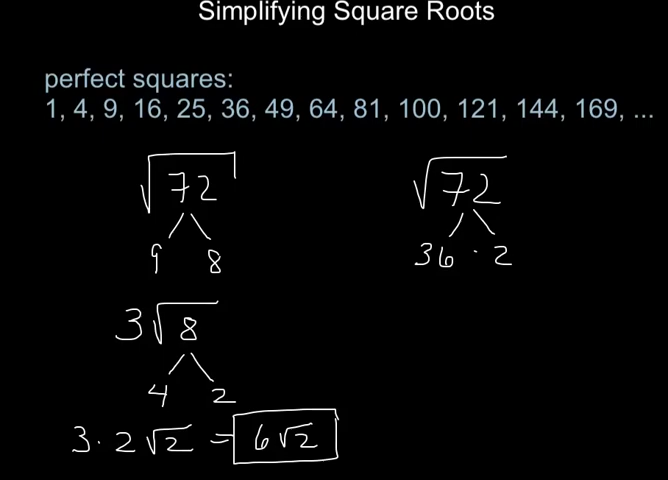 Simplifying Square Roots
perfect squares:
1, 4, 9, 16, 25, 36, 49, 64, 81, 100, 121, 144, 169, ...
√72 √72
9 8 36 · 2
3√8
4 2
3 · 2√2 = 6√2